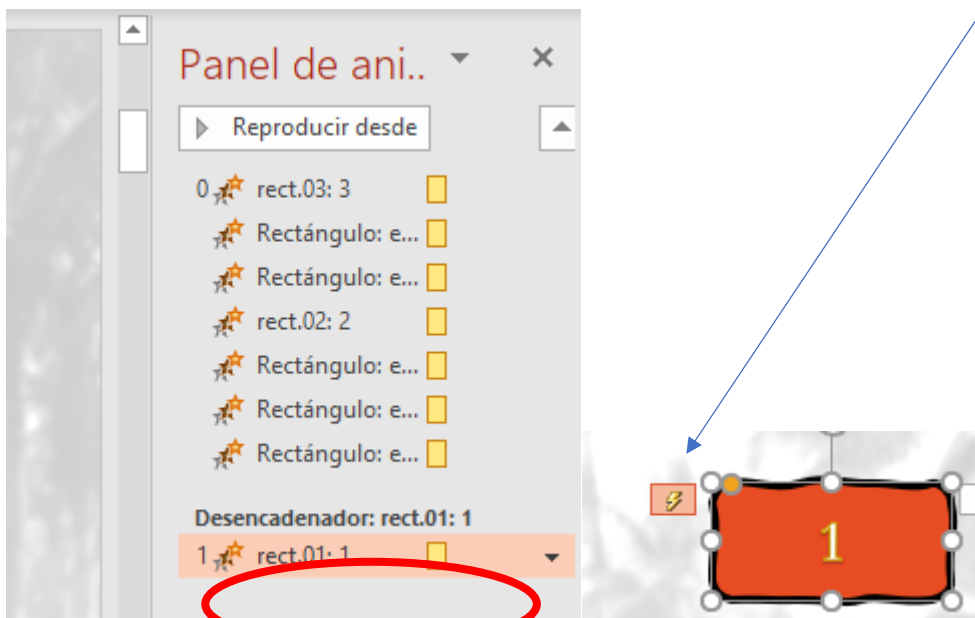 Panel de ani..
Reproducir desde
0 rect.03: 3
Rectángulo: e...
Rectángulo: e...
rect.02: 2
Rectángulo: e...
Rectángulo: e...
Rectángulo: e...
Desencadenador: rect.01: 1
1 rect.01: 1
1